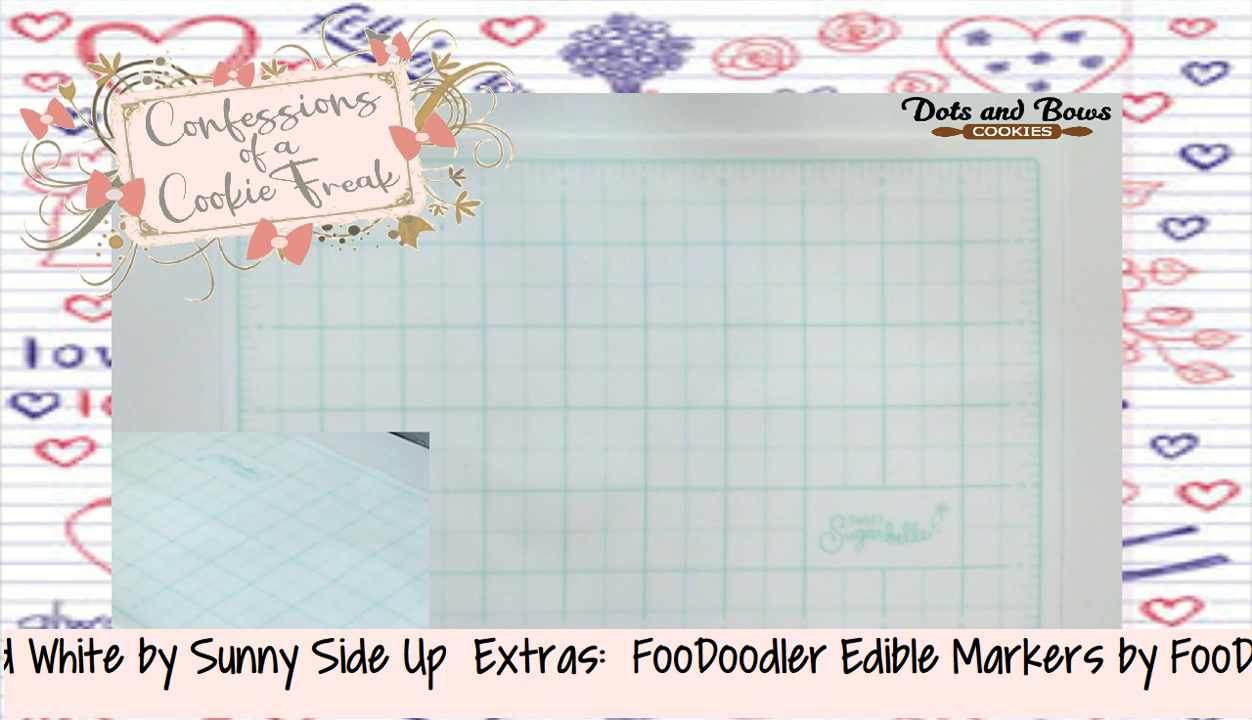 Confessions
of a
Cookie Freak
Dots and Bows
COOKIES
SWEET
Sugarbelle
lov
White by Sunny Side Up Extras: FooDoodler Edible Markers by FooD